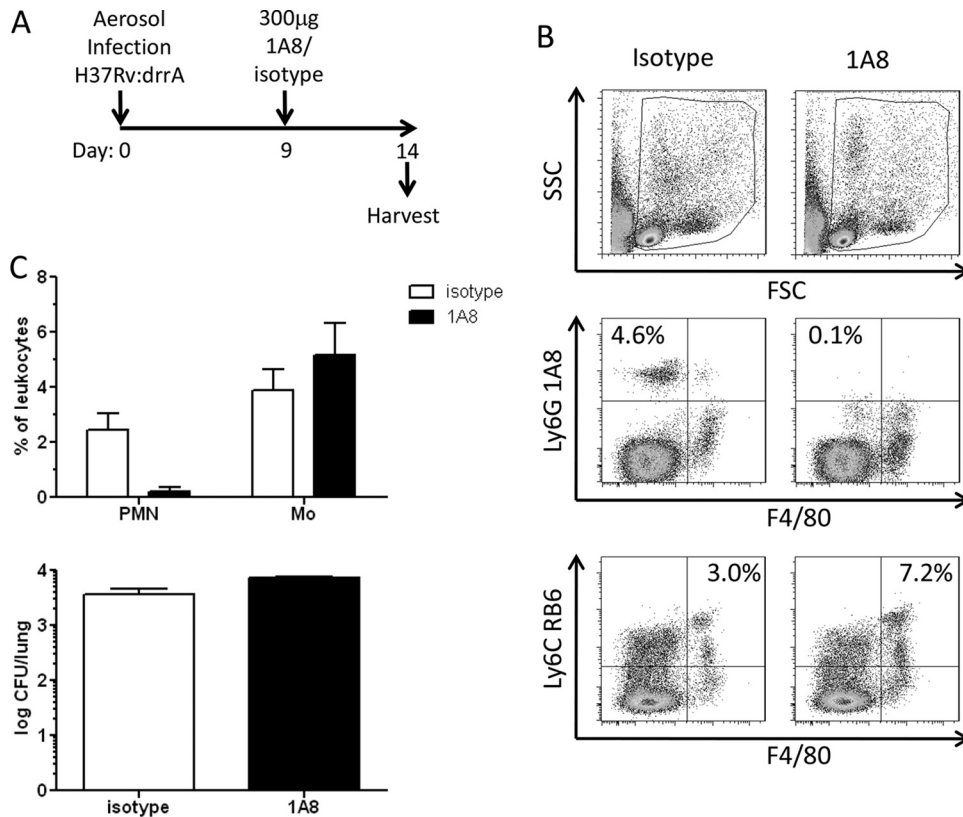 A
Aerosol
Infection
H37Rv:drrA
300µg
1A8/
isotype
Day: 0
9
14
Harvest
B
Isotype
1A8
SSC
FSC
4.6%
0.1%
Ly6G 1A8
F4/80
3.0%
7.2%
Ly6C RB6
F4/80
C
8
6
4
2
0
% of leukocytes
isotype
1A8
PMN
Mo
4
3
2
1
0
log CFU/lung
isotype
1A8